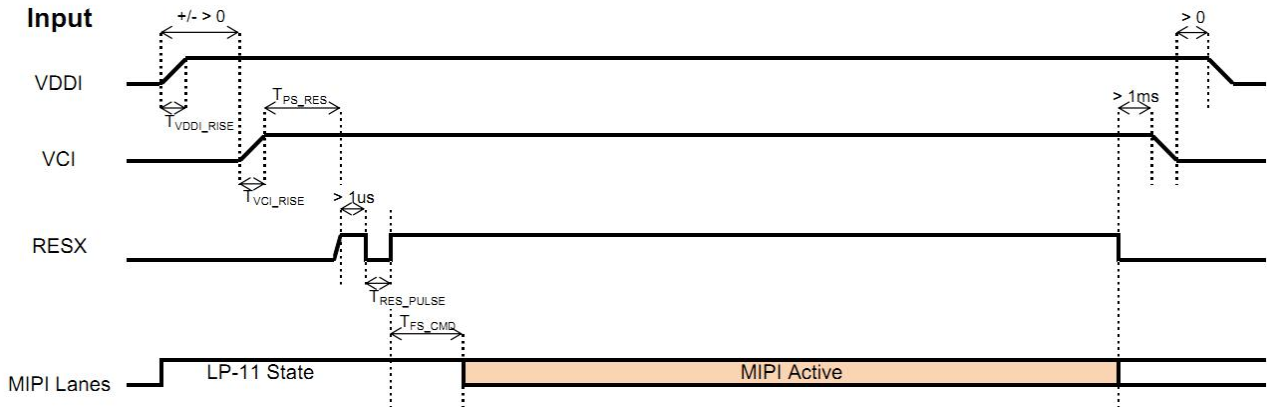 Input
+/- > 0
> 0
VDDI
T_VDDI_RISE
T_PS_RES
> 1ms
VCI
T_VCI_RISE
> 1us
RESX
T_RES_PULSE
T_FS_CMD
MIPI Lanes
LP-11 State
MIPI Active